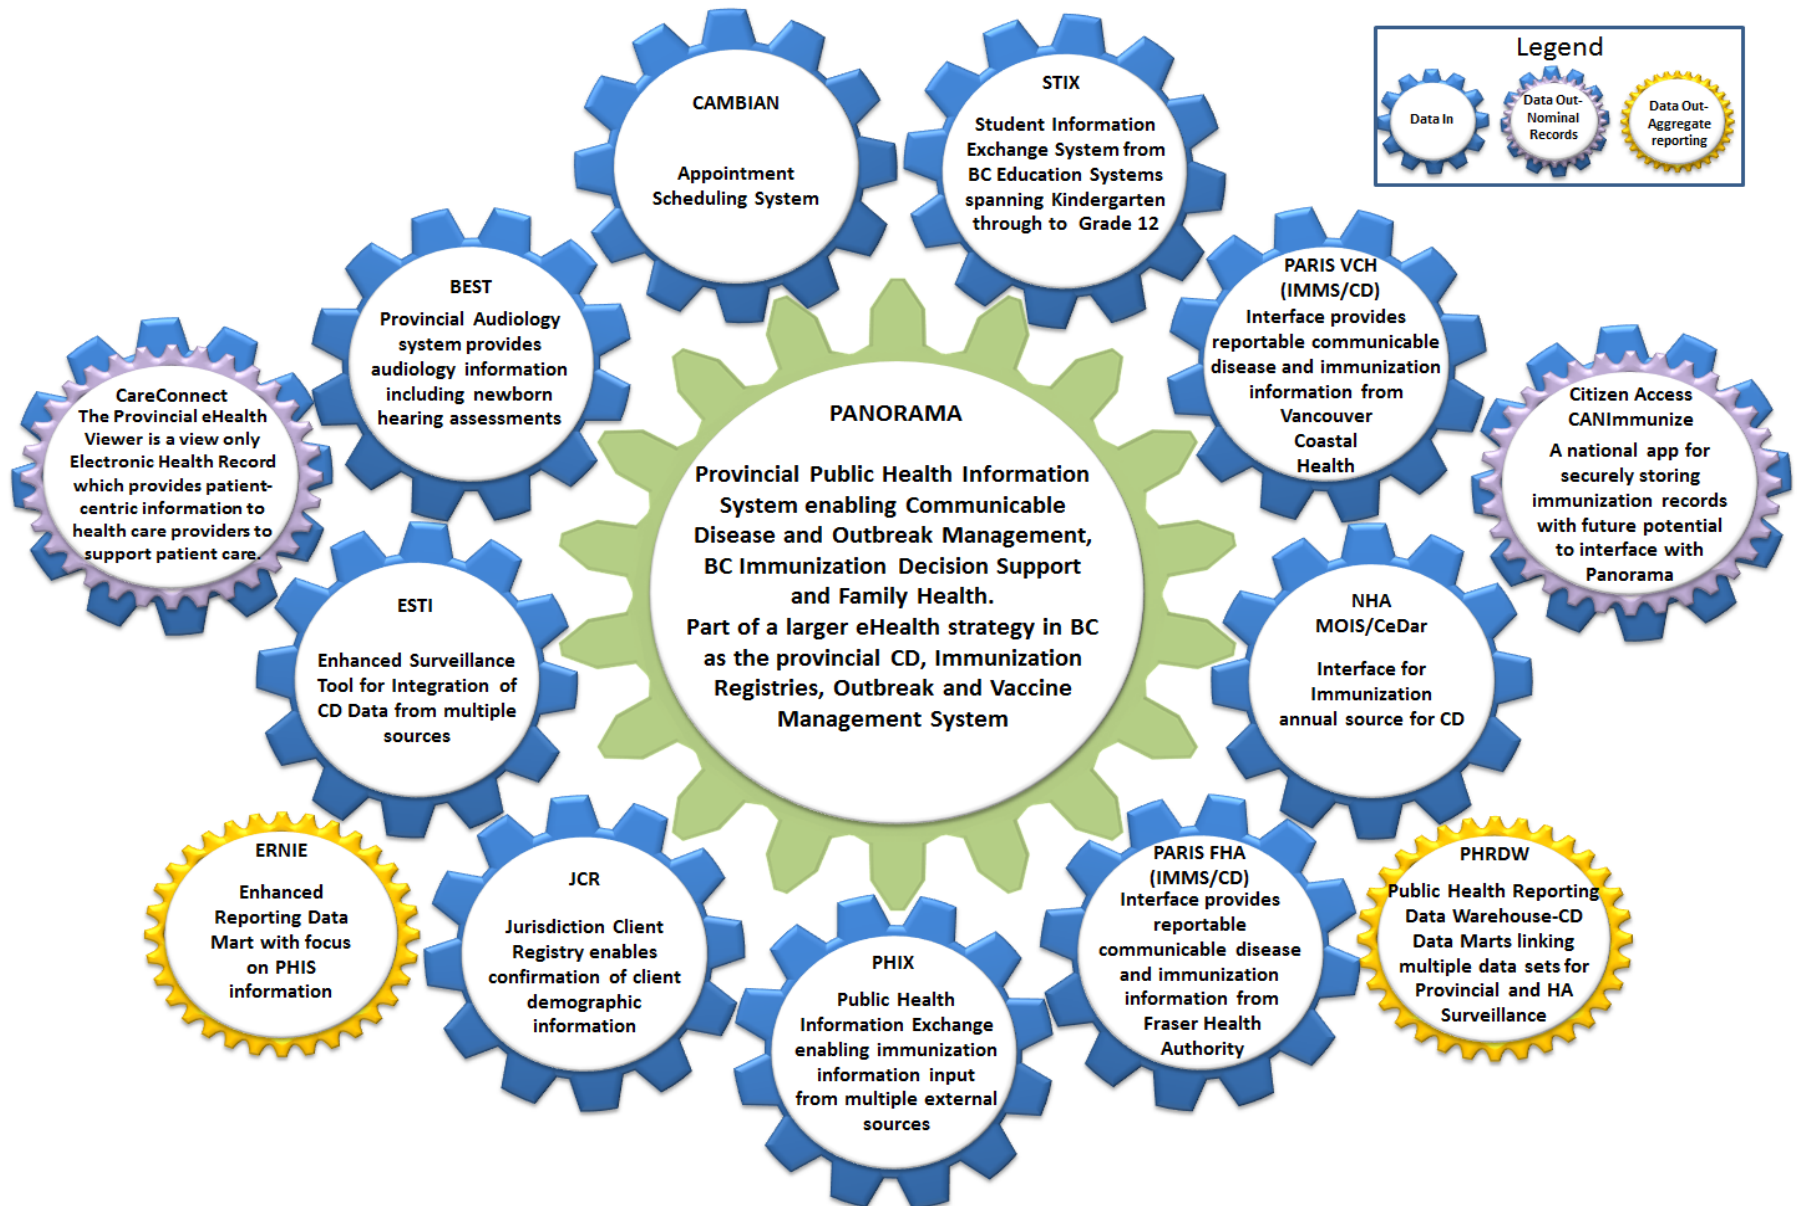 Legend
Data In
Data Out-
Nominal
Records
Data Out-
Aggregate
reporting
CAMBIAN
Appointment
Scheduling System
STIX
Student Information
Exchange System from
BC Education Systems
spanning Kindergarten
through to Grade 12
BEST
Provincial Audiology
system provides
audiology information
including newborn
hearing assessments
PARIS VCH
(IMMS/CD)
Interface provides
reportable communicable
disease and immunization
information from
Vancouver
Coastal
Health
CareConnect
The Provincial eHealth
Viewer is a view only
Electronic Health Record
which provides patient-
centric information to
health care providers to
support patient care.
PANORAMA
Provincial Public Health Information
System enabling Communicable
Disease and Outbreak Management,
BC Immunization Decision Support
and Family Health.
Part of a larger eHealth strategy in BC
as the provincial CD, Immunization
Registries, Outbreak and Vaccine
Management System
Citizen Access
CANImmunize
A national app for
securely storing
immunization records
with future potential
to interface with
Panorama
ESTI
Enhanced Surveillance
Tool for Integration of
CD Data from multiple
sources
NHA
MOIS/CeDar
Interface for
Immunization
annual source for CD
ERNIE
Enhanced
Reporting Data
Mart with focus
on PHIS
information
JCR
Jurisdiction Client
Registry enables
confirmation of client
demographic
information
PHIX
Public Health
Information Exchange
enabling immunization
information input
from multiple external
sources
PARIS FHA
(IMMS/CD)
Interface provides
reportable
communicable disease
and immunization
information from
Fraser Health
Authority
PHRDW
Public Health Reporting
Data Warehouse-CD
Data Marts linking
multiple data sets for
Provincial and HA
Surveillance